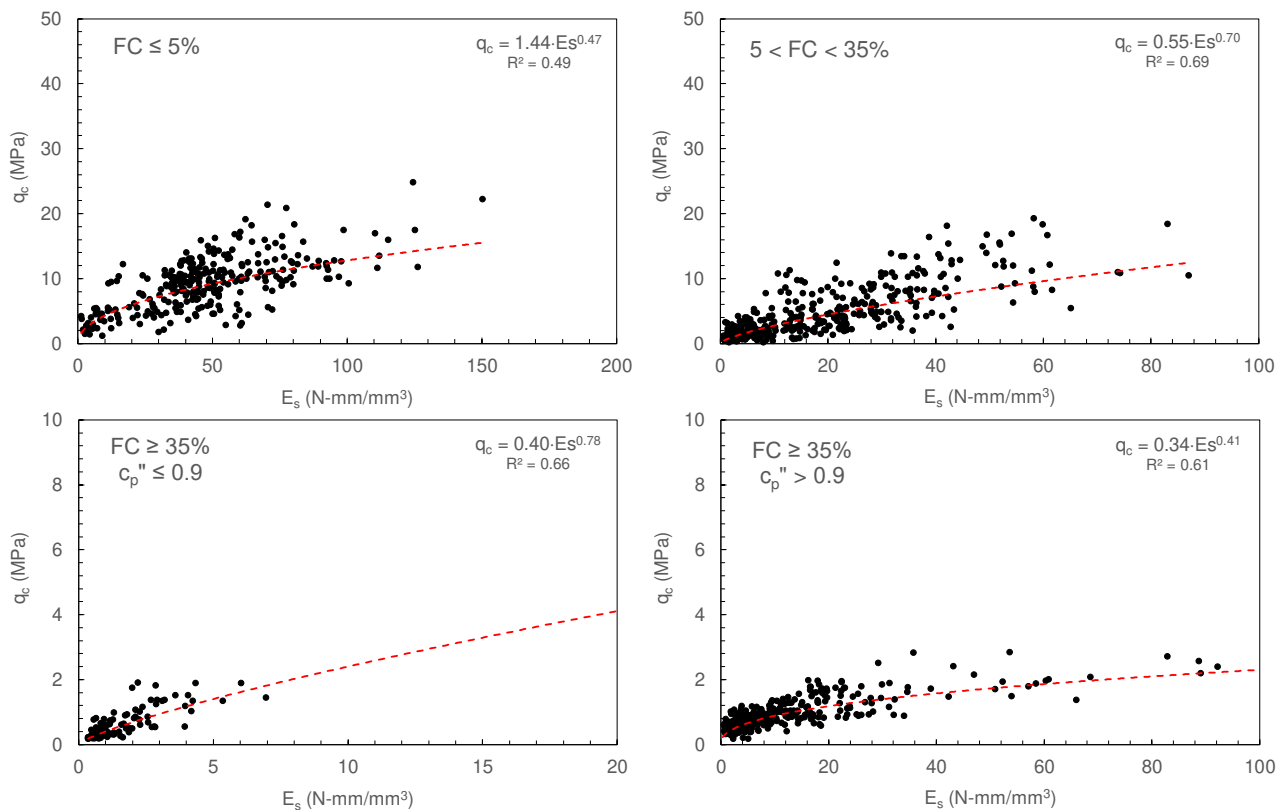 50
40
30
20
10
0
q_c (MPa)
FC ≤ 5%
q_c = 1.44·Es^0.47
R² = 0.49
0 50 100 150 200
E_s (N-mm/mm³)
50
40
30
20
10
0
q_c (MPa)
5 < FC < 35%
q_c = 0.55·Es^0.70
R² = 0.69
0 20 40 60 80 100
E_s (N-mm/mm³)
10
8
6
4
2
0
q_c (MPa)
FC ≥ 35%
c_p" ≤ 0.9
q_c = 0.40·Es^0.78
R² = 0.66
0 5 10 15 20
E_s (N-mm/mm³)
10
8
6
4
2
0
q_c (MPa)
FC ≥ 35%
c_p" > 0.9
q_c = 0.34·Es^0.41
R² = 0.61
0 20 40 60 80 100
E_s (N-mm/mm³)